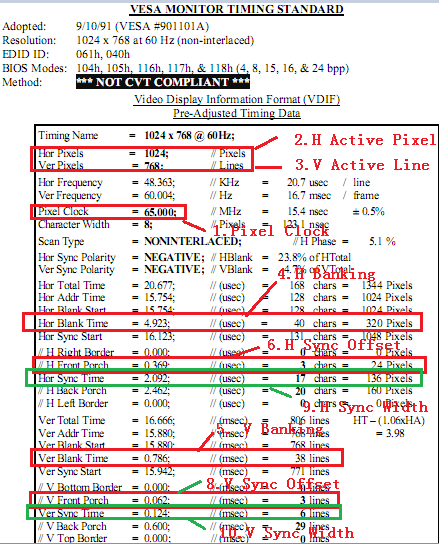 VESA MONITOR TIMING STANDARD
Adopted: 9/10/91 (VESA #901101A)
Resolution: 1024 x 768 at 60 Hz (non-interlaced)
EDID ID: 061h, 040h
BIOS Modes: 104h, 105h, 116h, 117h, & 118h (4, 8, 15, 16, & 24 bpp)
Method: *** NOT CVT COMPLIANT ***
Video Display Information Format (VDIF)
Pre-Adjusted Timing Data
Timing Name = 1024 x 768 @ 60Hz;
2.H Active Pixel
Hor Pixels = 1024; // Pixels
Ver Pixels = 768; // Lines
3.V Active Line
Hor Frequency = 48.363; // KHz = 20.7 usec / line
Ver Frequency = 60.004; // Hz = 16.7 msec / frame
Pixel Clock = 65.000; // MHz = 15.4 nsec ± 0.5%
Character Width = 8; // Pixels = 123.1 nsec
1.Pixel Clock
Scan Type = NONINTERLACED; // H Phase = 5.1 %
Hor Sync Polarity = NEGATIVE; // HBlank = 23.8% of HTotal
Ver Sync Polarity = NEGATIVE; // VBlank = 4.7% of VTotal
4.H Banking
Hor Total Time = 20.677; // (usec) = 168 chars = 1344 Pixels
Hor Addr Time = 15.754; // (usec) = 128 chars = 1024 Pixels
Hor Blank Start = 15.754; // (usec) = 128 chars = 1024 Pixels
Hor Blank Time = 4.923; // (usec) = 40 chars = 320 Pixels
Hor Sync Start = 16.123; // (usec) = 131 chars = 1048 Pixels
6.H Sync Offset
// H Right Border = 0.000; // (usec) = 0 chars = 0 Pixels
// H Front Porch = 0.369; // (usec) = 3 chars = 24 Pixels
Hor Sync Time = 2.092; // (usec) = 17 chars = 136 Pixels
// H Back Porch = 2.462; // (usec) = 20 chars = 160 Pixels
// H Left Border = 0.000; // (usec) = 0 chars = 0 Pixels
9.H Sync Width
Ver Total Time = 16.666; // (msec) = 806 lines HT – (1.06xHA)
Ver Addr Time = 15.880; // (msec) = 768 lines = 3.98
Ver Blank Start = 15.880; // (msec) = 768 lines
5. V Banking
Ver Blank Time = 0.786; // (msec) = 38 lines
Ver Sync Start = 15.942; // (msec) = 771 lines
8.V Sync Offset
// V Bottom Border = 0.000; // (msec) = 0 lines
// V Front Porch = 0.062; // (msec) = 3 lines
Ver Sync Time = 0.124; // (msec) = 6 lines
// V Back Porch = 0.600; // (msec) = 29 lines
10.V Sync Width
// V Top Border = 0.000; // (msec) = 0 lines